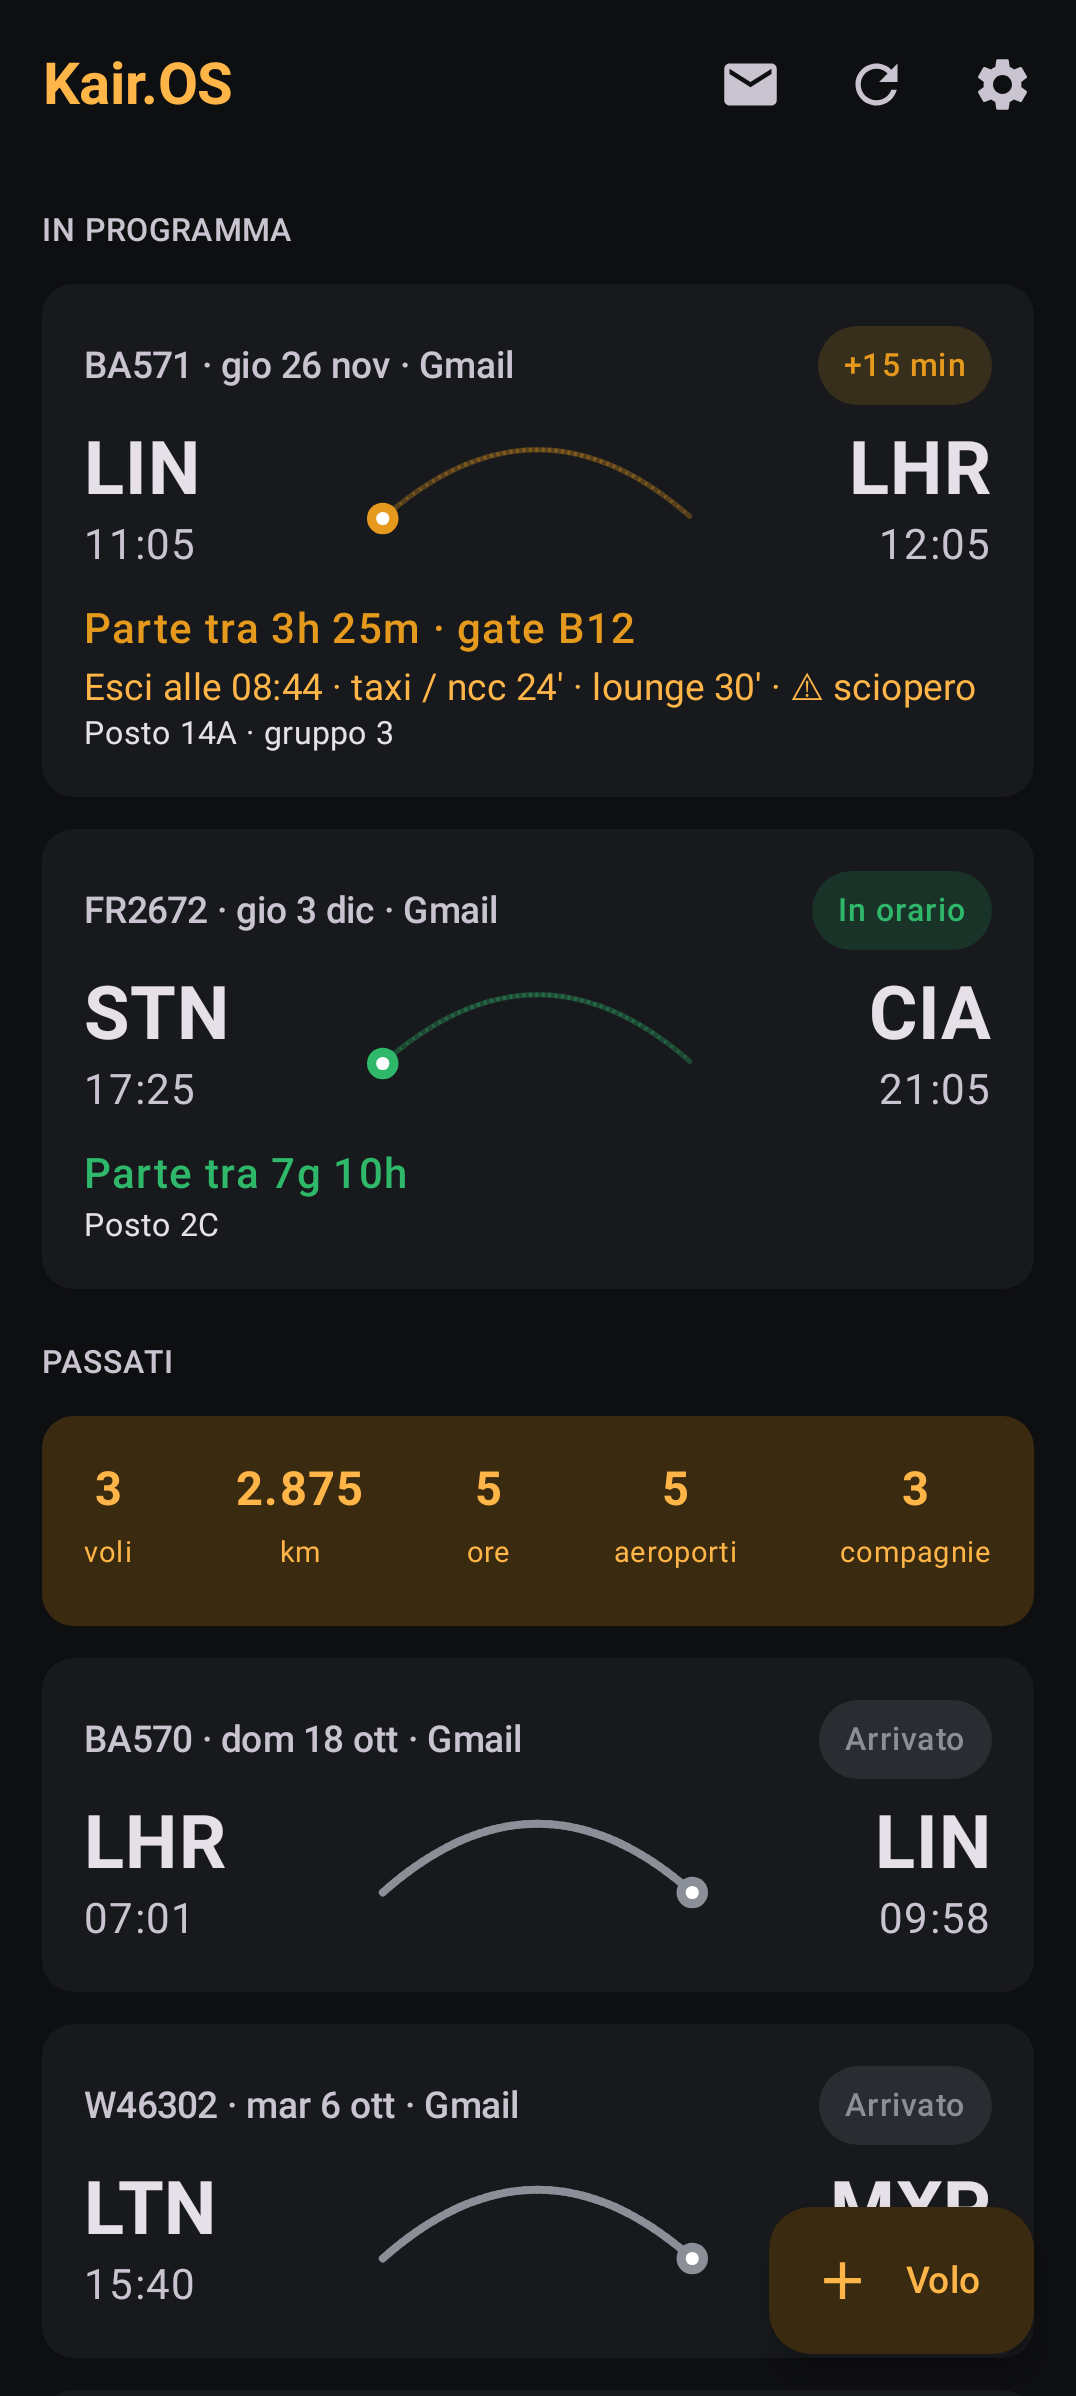 Kair.OS
IN PROGRAMMA
BA571 · gio 26 nov · Gmail
+15 min
LIN
LHR
11:05
12:05
Parte tra 3h 25m · gate B12
Esci alle 08:44 · taxi / ncc 24' · lounge 30' · ⚠ sciopero
Posto 14A · gruppo 3
FR2672 · gio 3 dic · Gmail
In orario
STN
CIA
17:25
21:05
Parte tra 7g 10h
Posto 2C
PASSATI
3
2.875
5
5
3
voli
km
ore
aeroporti
compagnie
BA570 · dom 18 ott · Gmail
Arrivato
LHR
LIN
07:01
09:58
W46302 · mar 6 ott · Gmail
Arrivato
LTN
15:40
+ Volo